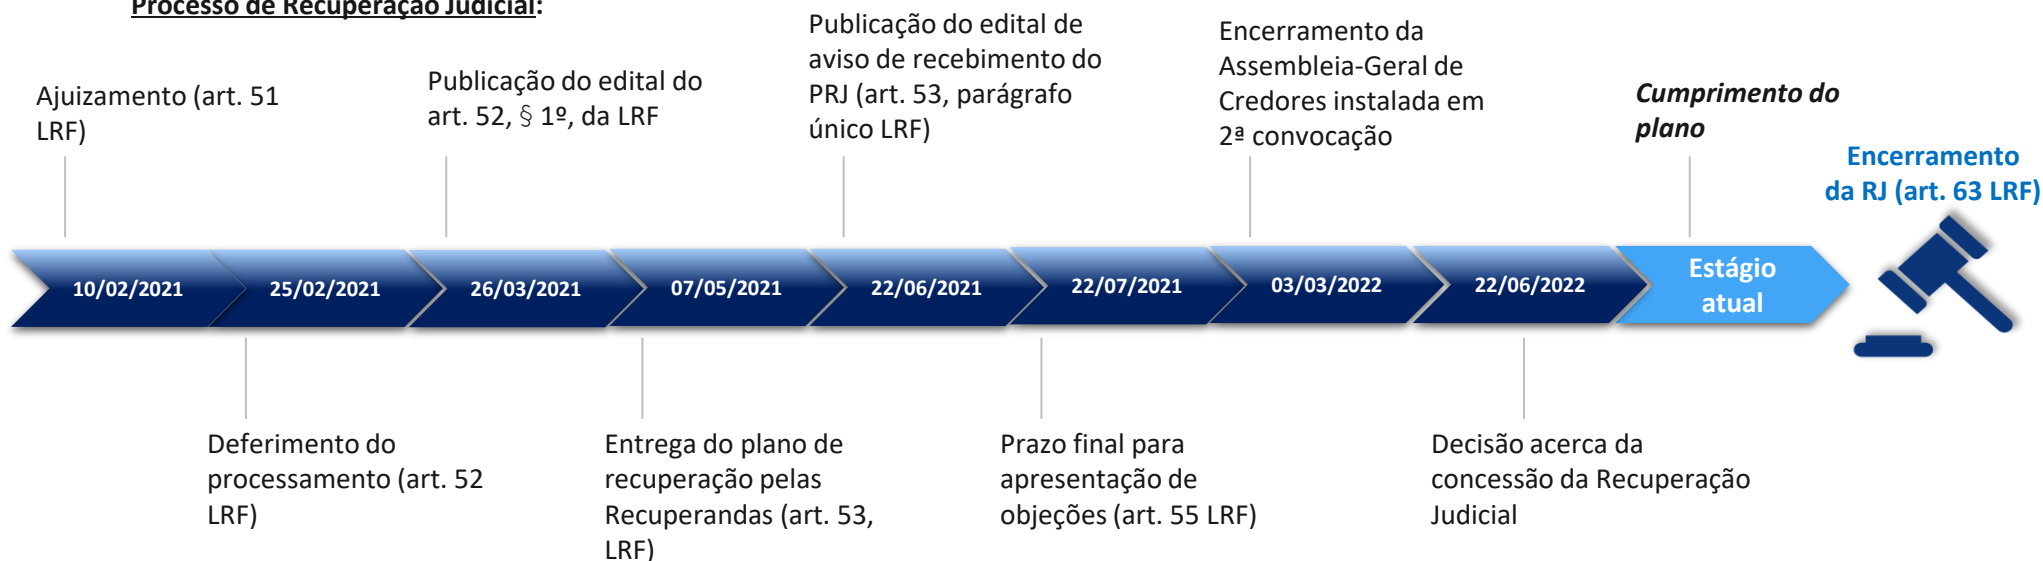 Processo de Recuperação Judicial:
Ajuizamento (art. 51
LRF)
Publicação do edital do
art. 52, § 1º, da LRF
Publicação do edital de
aviso de recebimento do
PRJ (art. 53, parágrafo
único LRF)
Encerramento da
Assembleia-Geral de
Credores instalada em
2ª convocação
Cumprimento do
plano
Encerramento
da RJ (art. 63 LRF)
10/02/2021
25/02/2021
26/03/2021
07/05/2021
22/06/2021
22/07/2021
03/03/2022
22/06/2022
Estágio
atual
Deferimento do
processamento (art. 52
LRF)
Entrega do plano de
recuperação pelas
Recuperandas (art. 53,
LRF)
Prazo final para
apresentação de
objeções (art. 55 LRF)
Decisão acerca da
concessão da Recuperação
Judicial